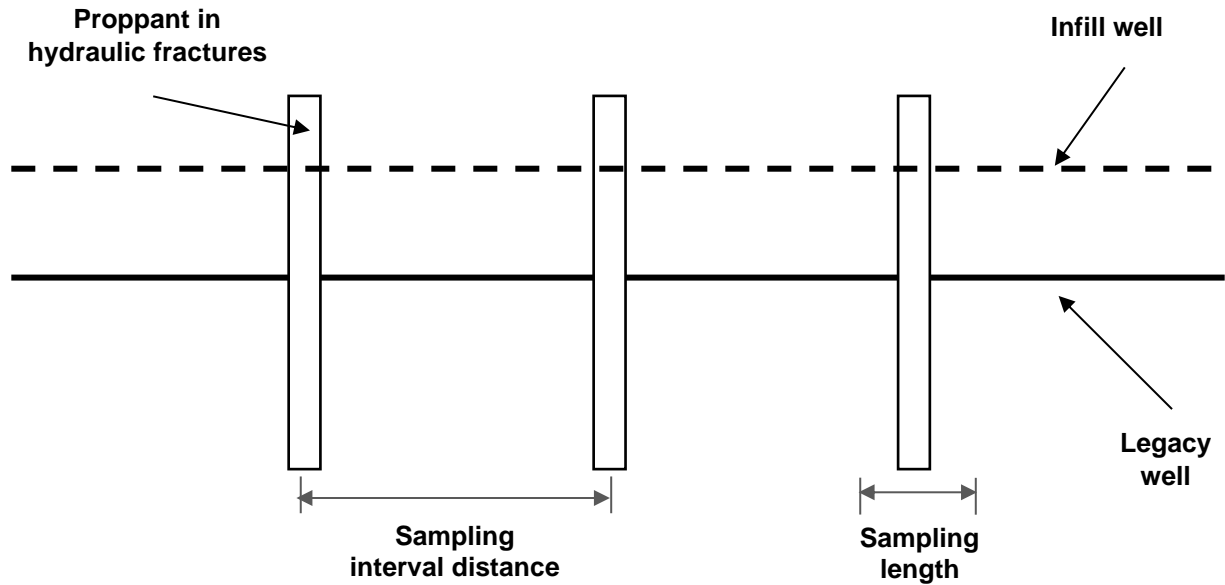 Proppant in
hydraulic fractures
Infill well
Legacy
well
Sampling
interval distance
Sampling
length